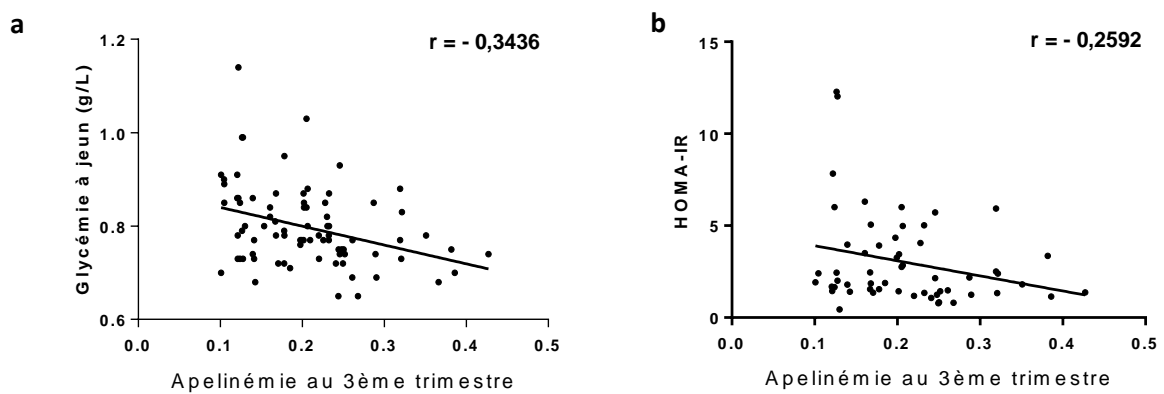 a
r = - 0,3436
Glycémie à jeun (g/L)
1.2
1.0
0.8
0.6
0.0 0.1 0.2 0.3 0.4 0.5
Apelinémie au 3ème trimestre
b
r = - 0,2592
HOMA-IR
15
10
5
0
0.0 0.1 0.2 0.3 0.4 0.5
Apelinémie au 3ème trimestre